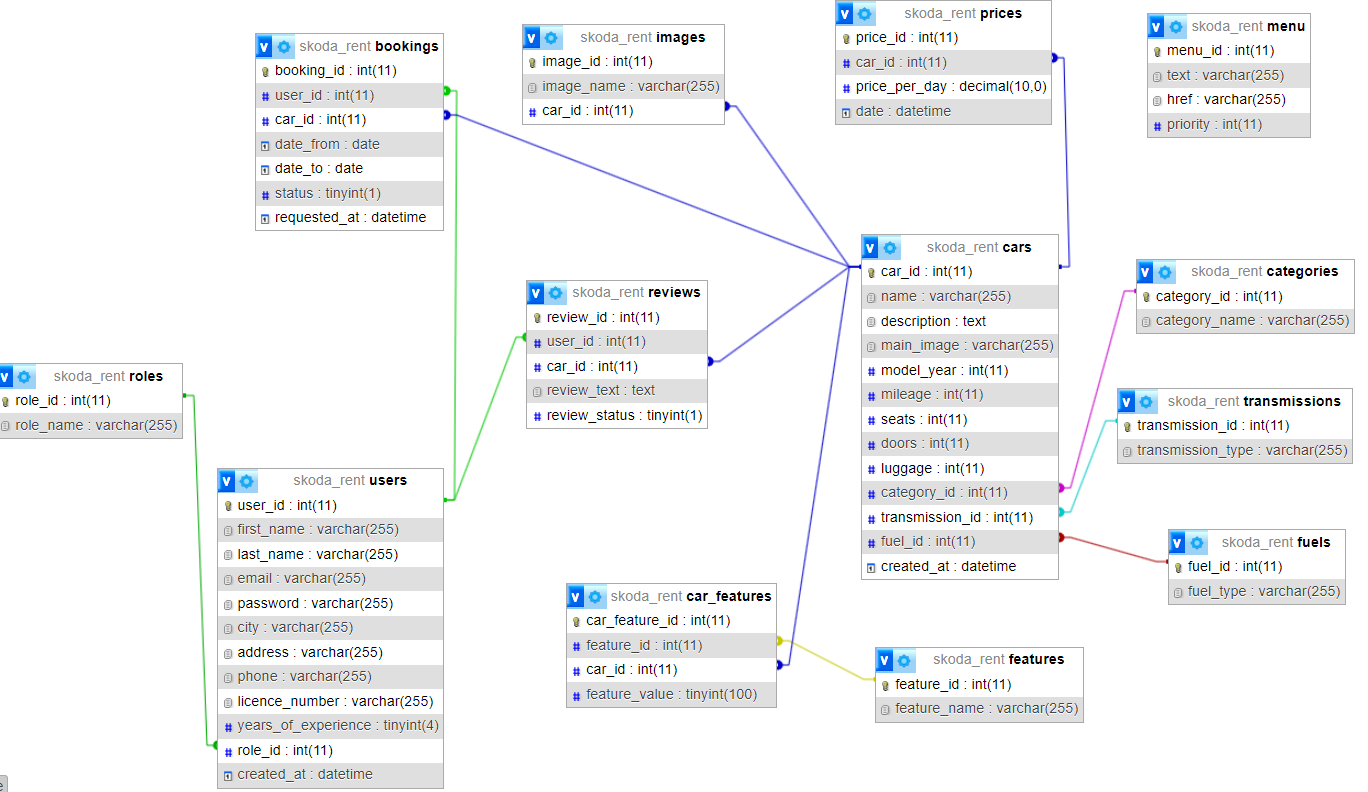 skoda_rent bookings
booking_id : int(11)
user_id : int(11)
car_id : int(11)
date_from : date
date_to : date
status : tinyint(1)
requested_at : datetime
skoda_rent images
image_id : int(11)
image_name : varchar(255)
car_id : int(11)
skoda_rent prices
price_id : int(11)
car_id : int(11)
price_per_day : decimal(10,0)
date : datetime
skoda_rent menu
menu_id : int(11)
text : varchar(255)
href : varchar(255)
priority : int(11)
skoda_rent reviews
review_id : int(11)
user_id : int(11)
car_id : int(11)
review_text : text
review_status : tinyint(1)
skoda_rent cars
car_id : int(11)
name : varchar(255)
description : text
main_image : varchar(255)
model_year : int(11)
mileage : int(11)
seats : int(11)
doors : int(11)
luggage : int(11)
category_id : int(11)
transmission_id : int(11)
fuel_id : int(11)
created_at : datetime
skoda_rent categories
category_id : int(11)
category_name : varchar(255)
skoda_rent roles
role_id : int(11)
role_name : varchar(255)
skoda_rent transmissions
transmission_id : int(11)
transmission_type : varchar(255)
skoda_rent users
user_id : int(11)
first_name : varchar(255)
last_name : varchar(255)
email : varchar(255)
password : varchar(255)
city : varchar(255)
address : varchar(255)
phone : varchar(255)
licence_number : varchar(255)
years_of_experience : tinyint(4)
role_id : int(11)
created_at : datetime
skoda_rent fuels
fuel_id : int(11)
fuel_type : varchar(255)
skoda_rent car_features
car_feature_id : int(11)
feature_id : int(11)
car_id : int(11)
feature_value : tinyint(100)
skoda_rent features
feature_id : int(11)
feature_name : varchar(255)